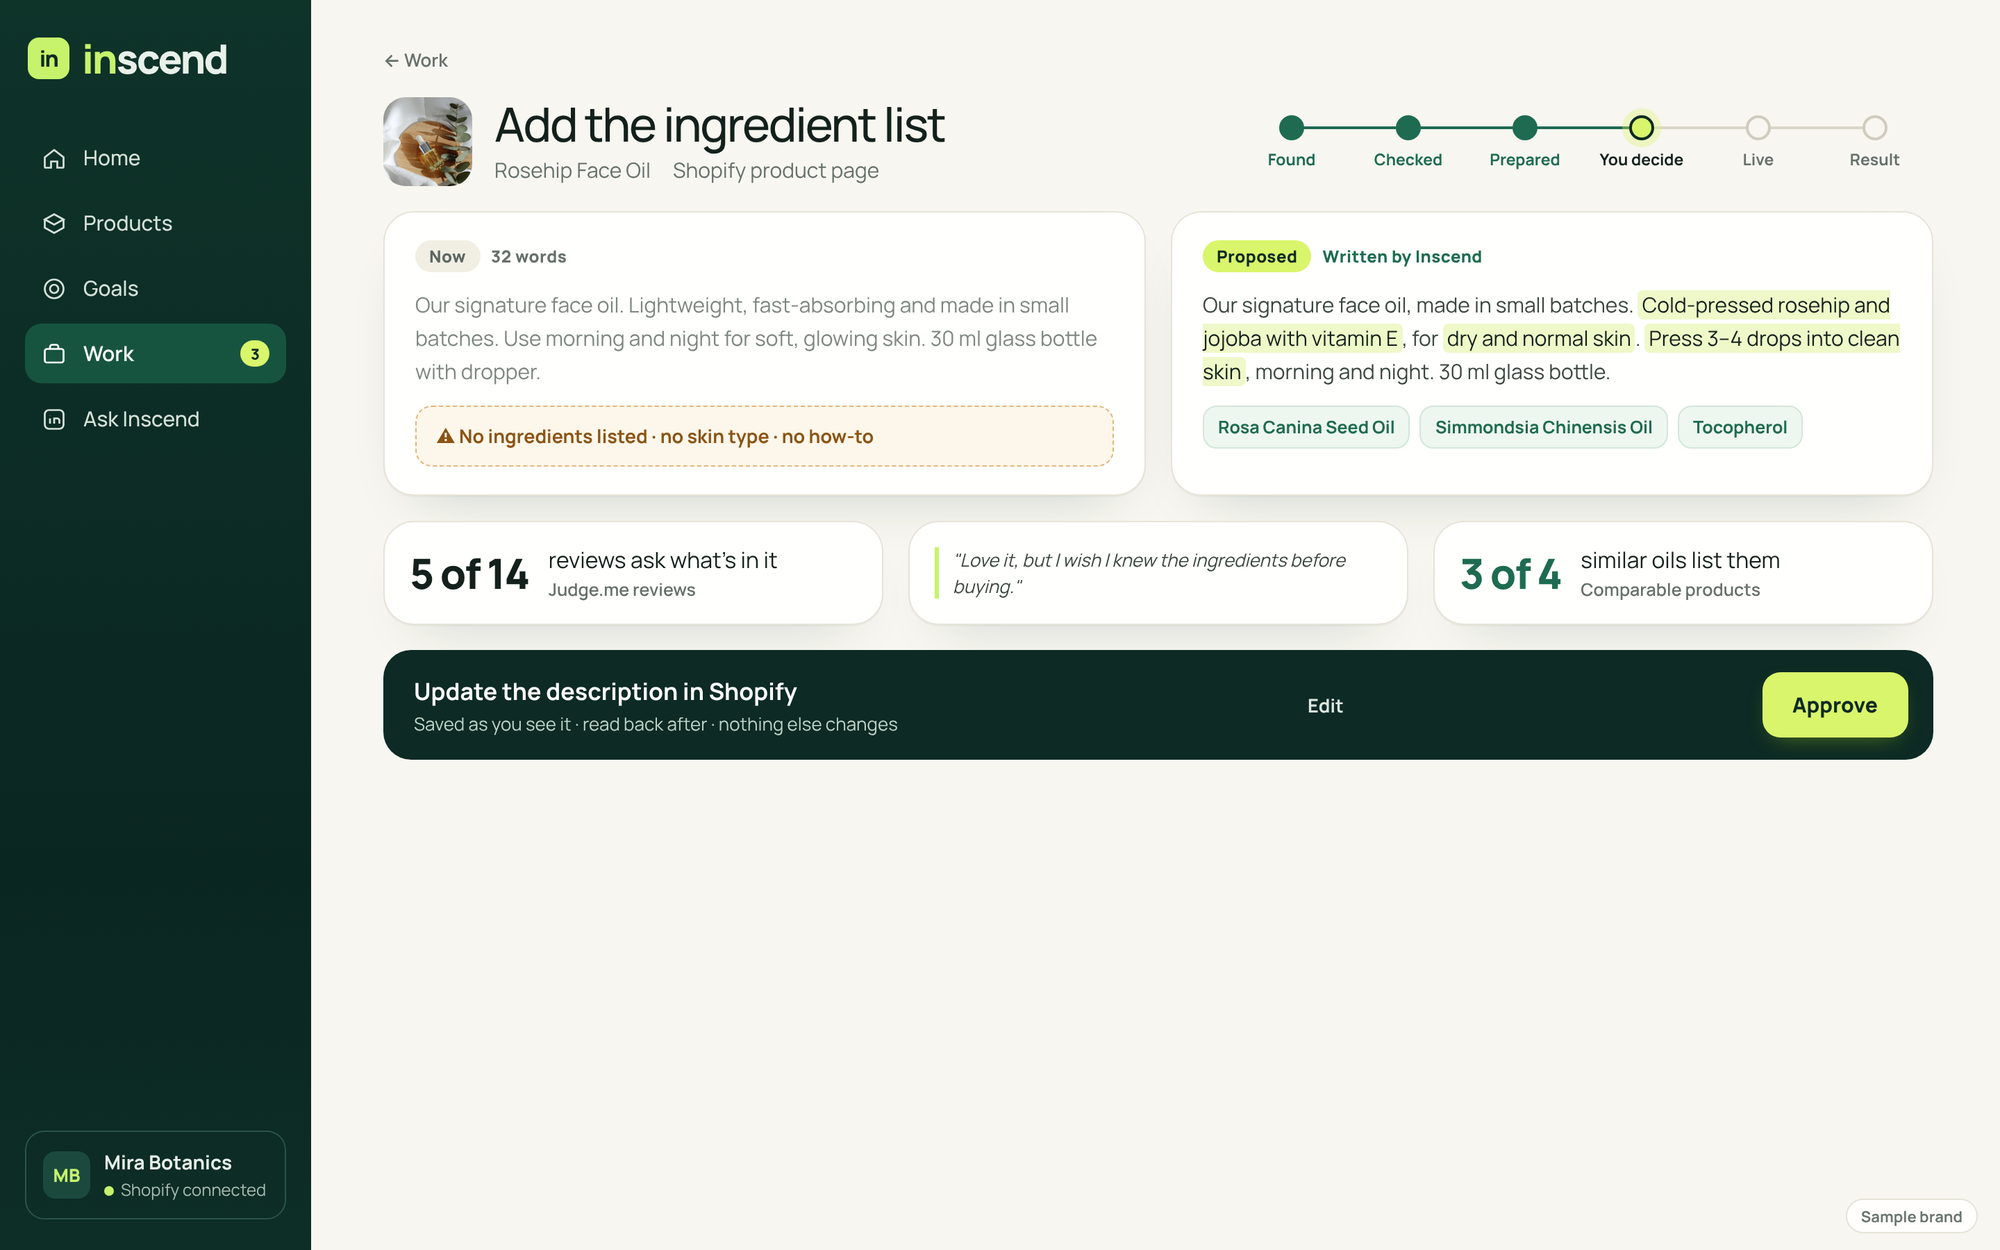 in inscend
Home
Products
Goals
Work 3
Ask Inscend
MB
Mira Botanics
Shopify connected
← Work
Add the ingredient list
Rosehip Face Oil Shopify product page
Found
Checked
Prepared
You decide
Live
Result
Now 32 words
Our signature face oil. Lightweight, fast-absorbing and made in small
batches. Use morning and night for soft, glowing skin. 30 ml glass bottle
with dropper.
⚠ No ingredients listed · no skin type · no how-to
Proposed Written by Inscend
Our signature face oil, made in small batches. Cold-pressed rosehip and
jojoba with vitamin E, for dry and normal skin. Press 3–4 drops into clean
skin, morning and night. 30 ml glass bottle.
Rosa Canina Seed Oil
Simmondsia Chinensis Oil
Tocopherol
5 of 14
reviews ask what's in it
Judge.me reviews
"Love it, but I wish I knew the ingredients before
buying."
3 of 4
similar oils list them
Comparable products
Update the description in Shopify
Saved as you see it · read back after · nothing else changes
Edit
Approve
Sample brand